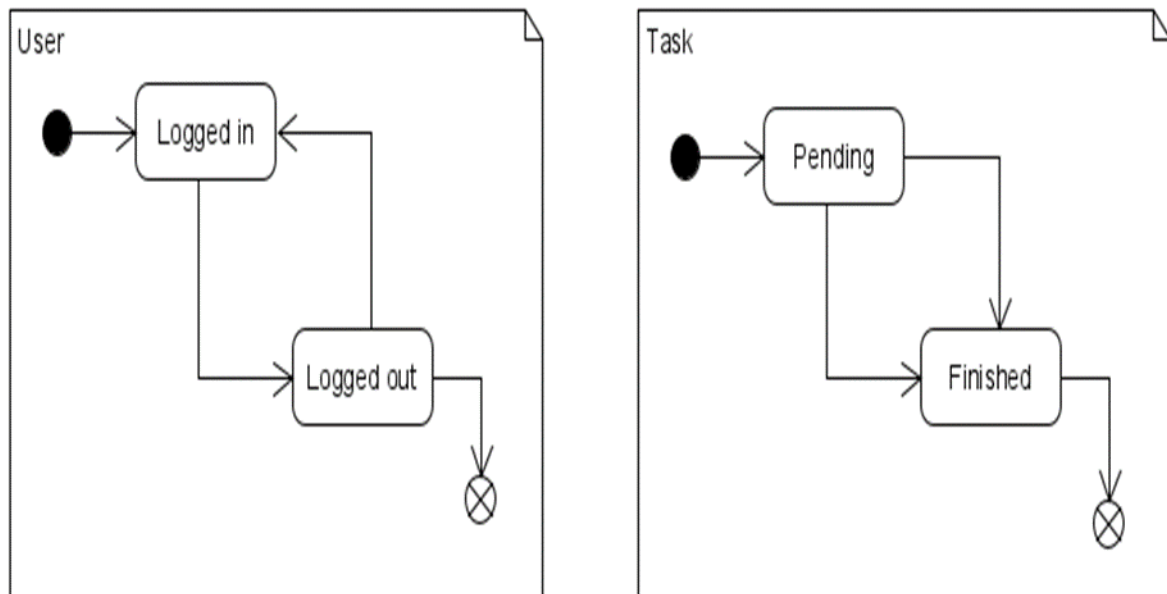 User
Logged in
Logged out
Task
Pending
Finished